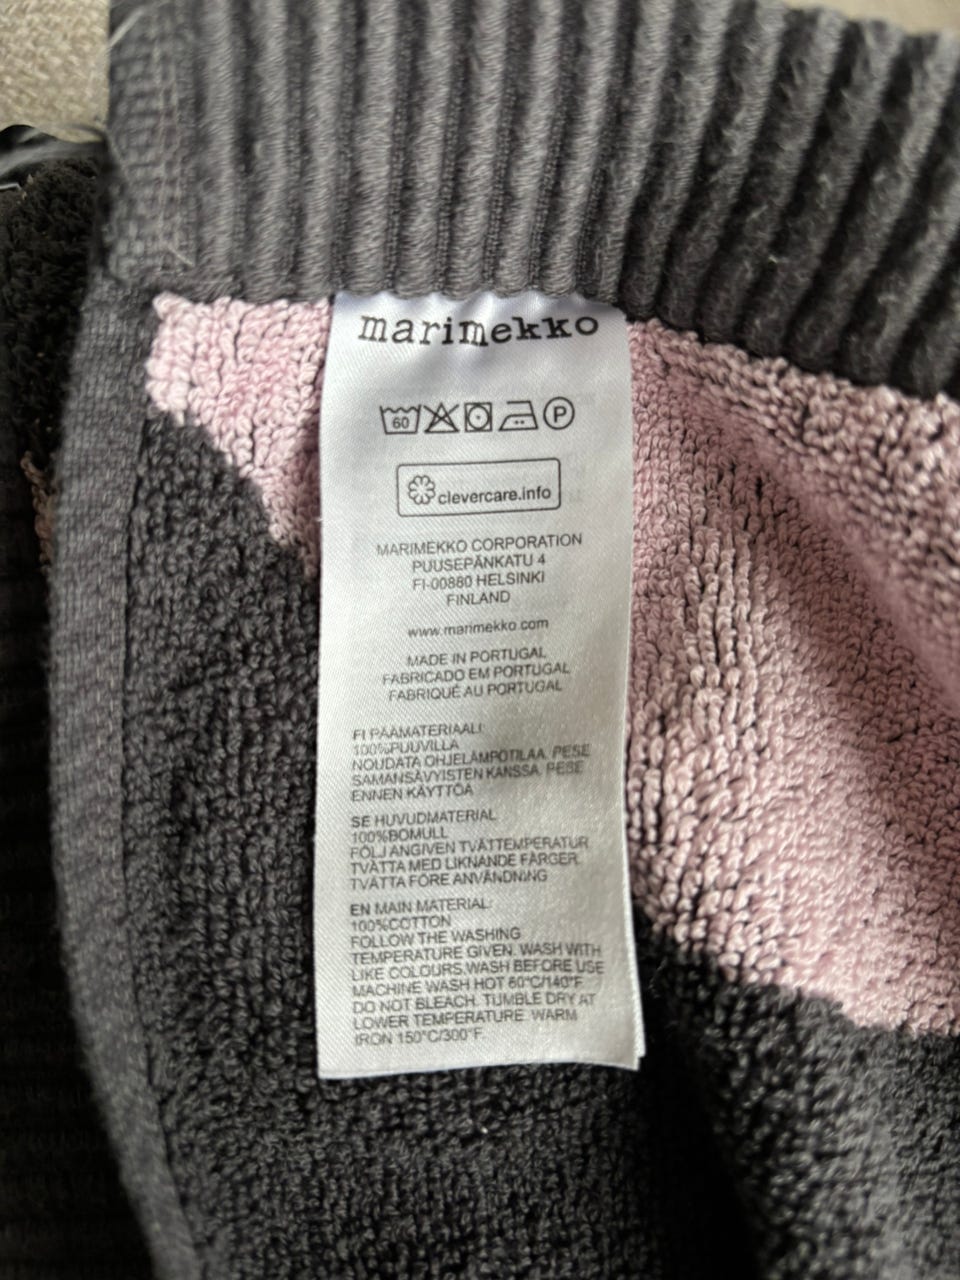 marimekko
60 P
clevercare.info
MARIMEKKO CORPORATION
PUUSEPÄNKATU 4
FI-00880 HELSINKI
FINLAND
www.marimekko.com
MADE IN PORTUGAL
FABRICADO EM PORTUGAL
FABRIQUÉ AU PORTUGAL
FI PÄÄMATERIAALI:
100%PUUVILLA
NOUDATA OHJELÄMPÖTILAA. PESE
SAMANSÄVYISTEN KANSSA. PESE
ENNEN KÄYTTÖÄ
SE HUVUDMATERIAL
100%BOMULL
FÖLJ ANGIVEN TVÄTTEMPERATUR
TVÄTTA MED LIKNANDE FÄRGER.
TVÄTTA FÖRE ANVÄNDNING
EN MAIN MATERIAL:
100%COTTON
FOLLOW THE WASHING
TEMPERATURE GIVEN. WASH WITH
LIKE COLOURS.WASH BEFORE USE
MACHINE WASH HOT 60°C/140°F.
DO NOT BLEACH. TUMBLE DRY AT
LOWER TEMPERATURE. WARM
IRON 150°C/300°F.